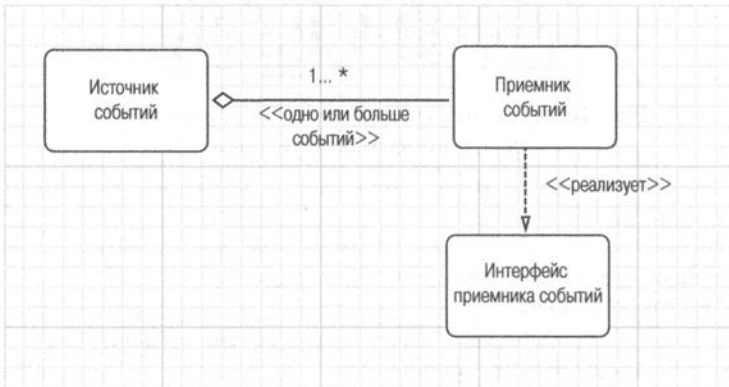 Источник
событий
1... *
<<одно или больше
событий>>
Приемник
событий
<<реализует>>
Интерфейс
приемника событий